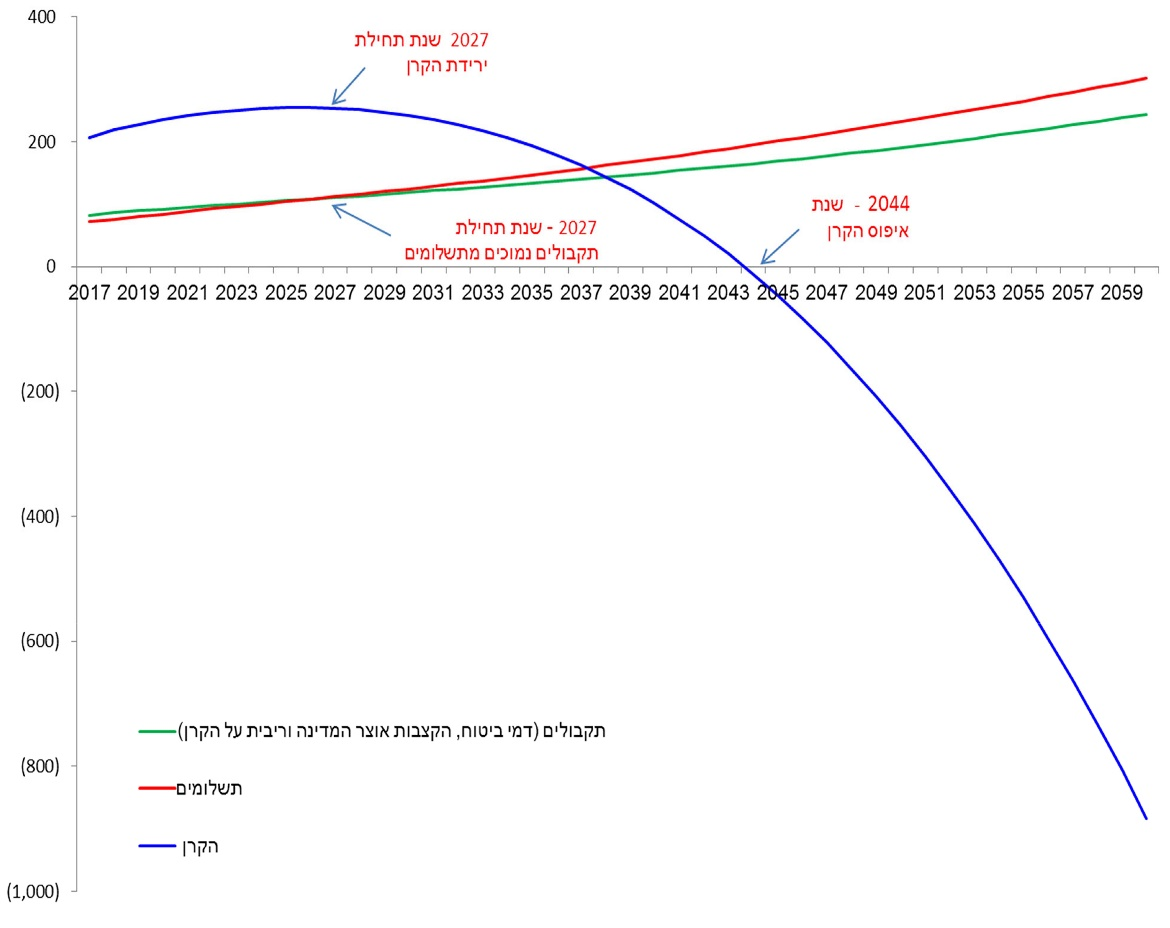 400
2027 שנת תחילת
ירידת הקרן
200
2044 - שנת
איפוס הקרן
2027 - שנת תחילת
תקבולים נמוכים מתשלומים
0
2017 2019 2021 2023 2025 2027 2029 2031 2033 2035 2037 2039 2041 2043 2045 2047 2049 2051 2053 2055 2057 2059
(200)
(400)
(600)
תקבולים (דמי ביטוח, הקצבות אוצר המדינה וריבית על הקרן)
(800)
תשלומים
הקרן
(1,000)